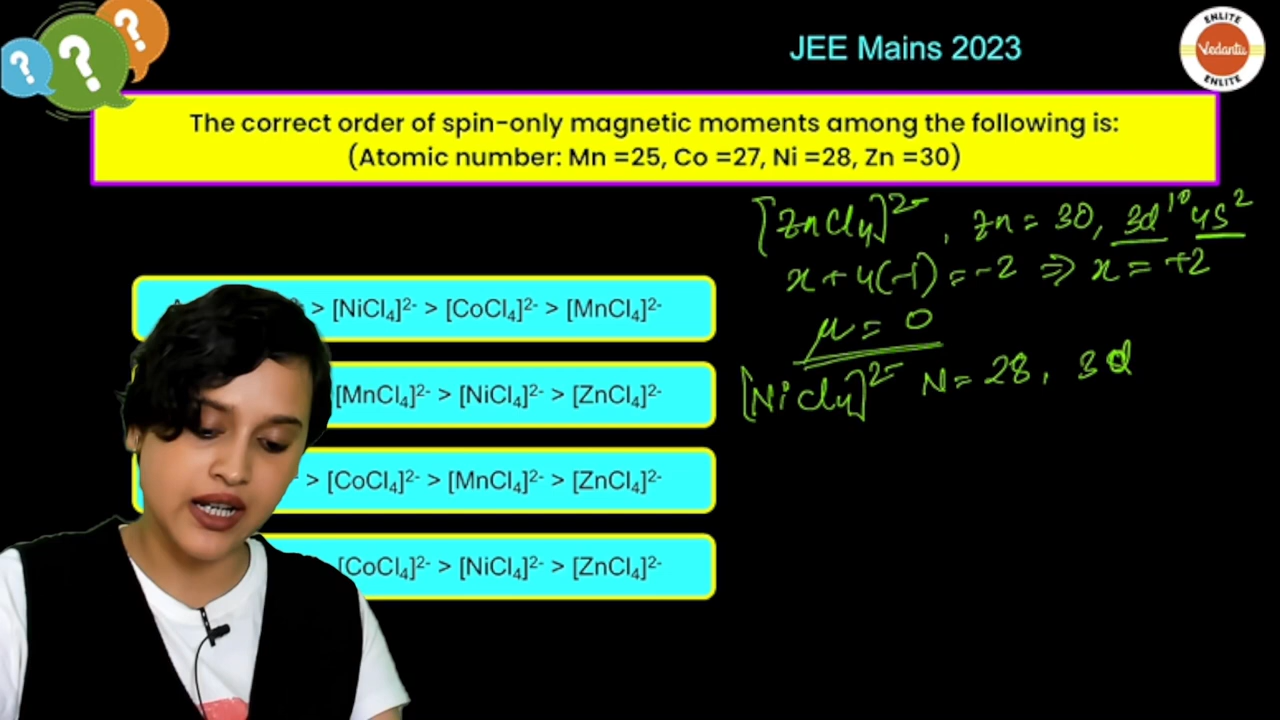 JEE Mains 2023
ENLITE
Vedantu
ENLITE
The correct order of spin-only magnetic moments among the following is:
(Atomic number: Mn =25, Co =27, Ni =28, Zn =30)
[ZnCl₄]²⁻, Zn = 30, 3d¹⁰ 4s²
x + 4(-1) = -2 ⇒ x = +2
μ = 0
[NiCl₄]²⁻ N = 28, 3d
> [NiCl₄]²⁻ > [CoCl₄]²⁻ > [MnCl₄]²⁻
[MnCl₄]²⁻ > [NiCl₄]²⁻ > [ZnCl₄]²⁻
> [CoCl₄]²⁻ > [MnCl₄]²⁻ > [ZnCl₄]²⁻
[CoCl₄]²⁻ > [NiCl₄]²⁻ > [ZnCl₄]²⁻